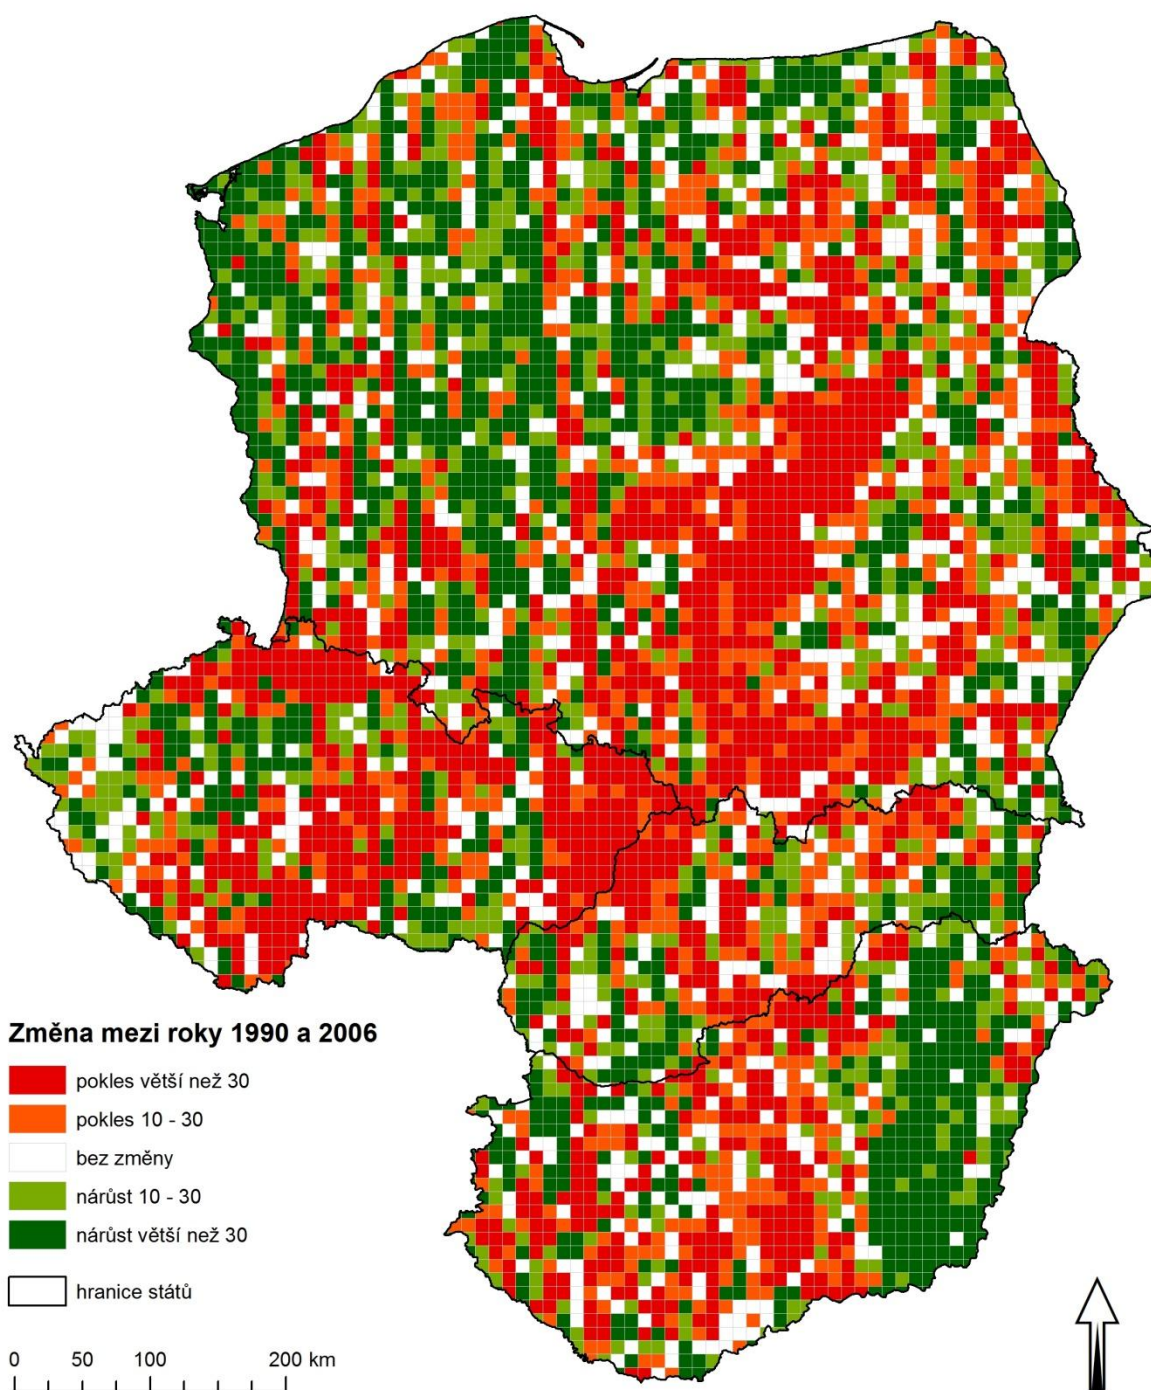 Změna mezi roky 1990 a 2006
pokles větší než 30
pokles 10 - 30
bez změny
nárůst 10 - 30
nárůst větší než 30
hranice států
0 50 100 200 km